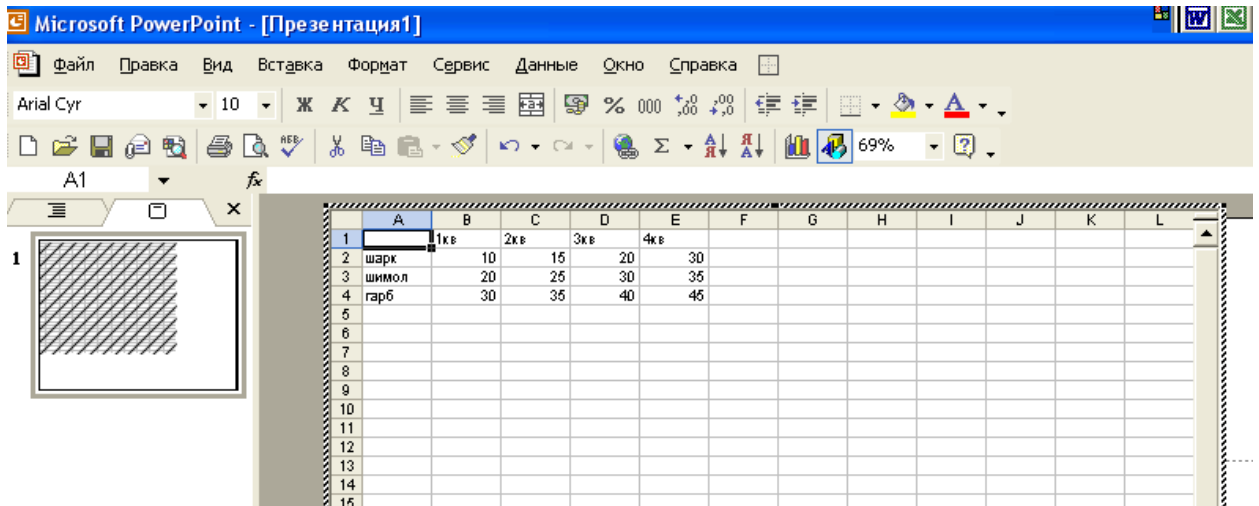 Microsoft PowerPoint - [Презентация1]
Файл Правка Вид Вставка Формат Сервис Данные Окно Справка
Arial Cyr 10 Ж К Ч % 000
69%
A1 fx
A B C D E F G H I J K L
1 1кв 2кв 3кв 4кв
2 шарк 10 15 20 30
3 шимол 20 25 30 35
4 гарб 30 35 40 45
5
6
7
8
9
10
11
12
13
14
15
1